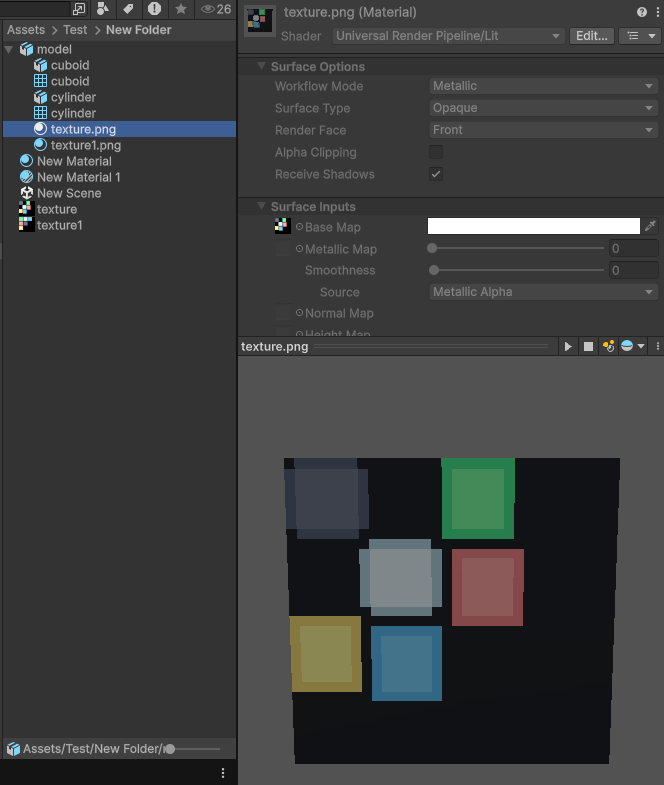 26
texture.png (Material)
Shader Universal Render Pipeline/Lit Edit...
Assets > Test > New Folder
Surface Options
model
cuboid
cuboid
cylinder
cylinder
texture.png
texture1.png
New Material
New Material 1
New Scene
texture
texture1
Workflow Mode Metallic
Surface Type Opaque
Render Face Front
Alpha Clipping
Receive Shadows
Surface Inputs
Base Map
Metallic Map 0
Smoothness 0
Source Metallic Alpha
Normal Map
Height Map
texture.png
Assets/Test/New Folder/